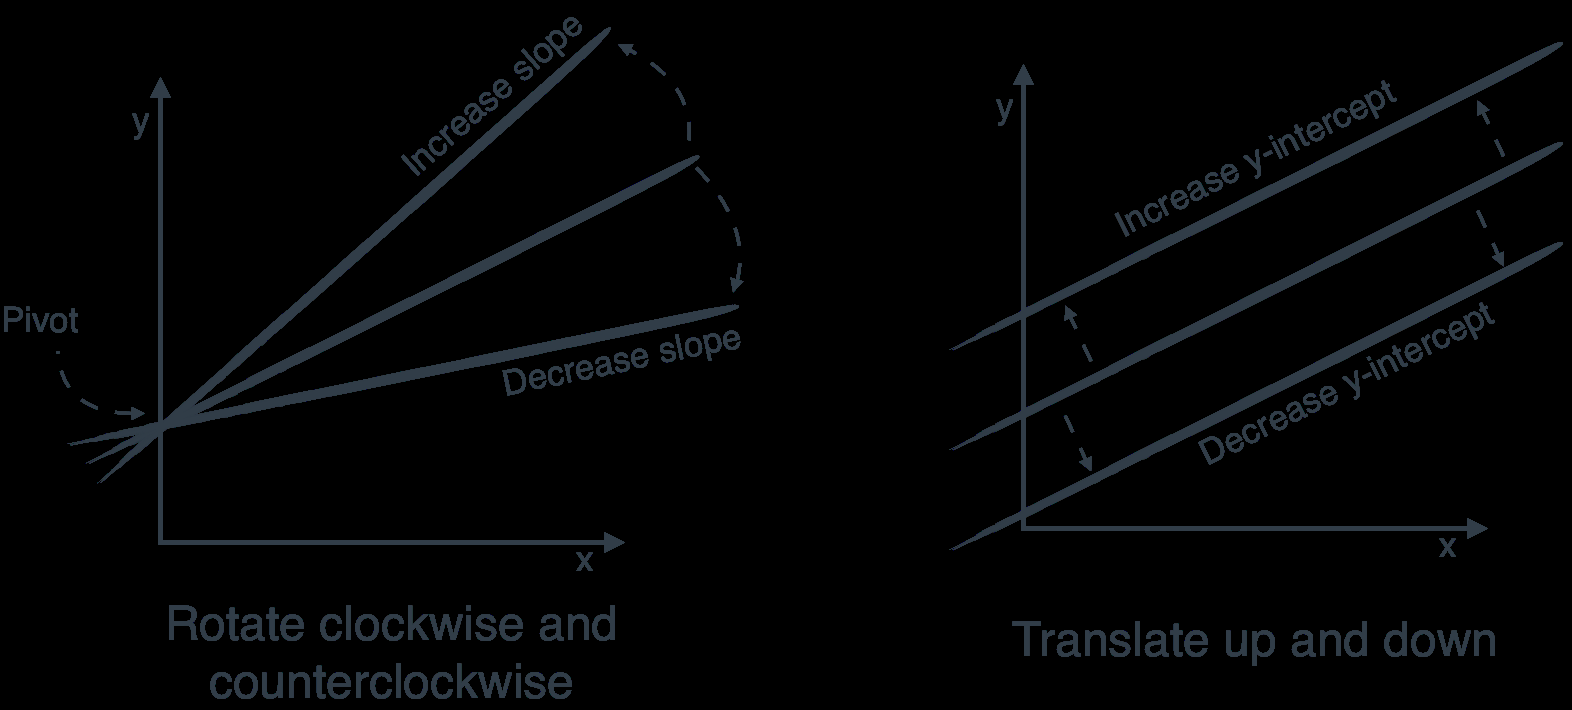 Increase slope
y
Pivot
Decrease slope
x
Rotate clockwise and
counterclockwise
y
Increase y-intercept
Decrease y-intercept
x
Translate up and down